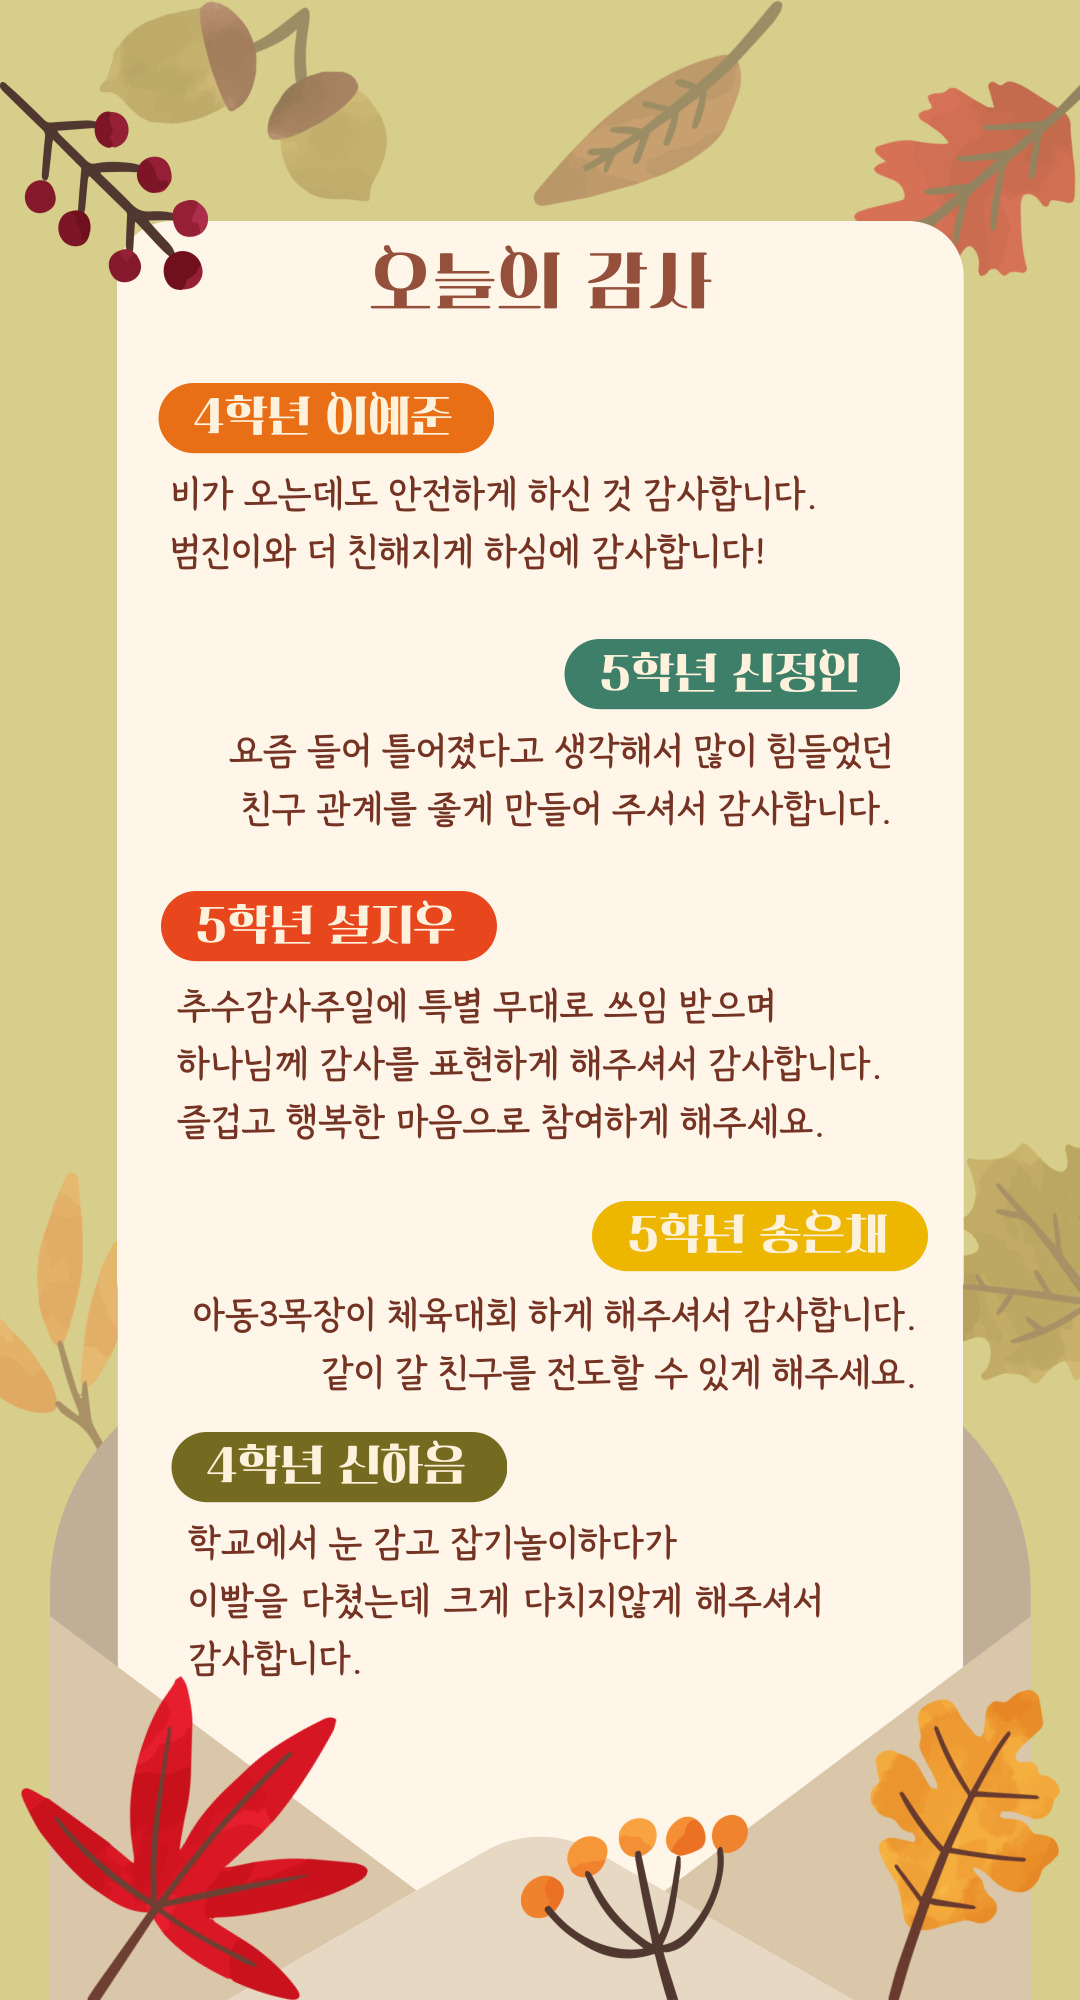 오늘의 감사
4학년 이예준
비가 오는데도 안전하게 하신 것 감사합니다.
범진이와 더 친해지게 하심에 감사합니다!
5학년 신정인
요즘 들어 틀어졌다고 생각해서 많이 힘들었던
친구 관계를 좋게 만들어 주셔서 감사합니다.
5학년 설지우
추수감사주일에 특별 무대로 쓰임 받으며
하나님께 감사를 표현하게 해주셔서 감사합니다.
즐겁고 행복한 마음으로 참여하게 해주세요.
5학년 송은채
아동3목장이 체육대회 하게 해주셔서 감사합니다.
같이 갈 친구를 전도할 수 있게 해주세요.
4학년 신하음
학교에서 눈 감고 잡기놀이하다가
이빨을 다쳤는데 크게 다치지않게 해주셔서
감사합니다.